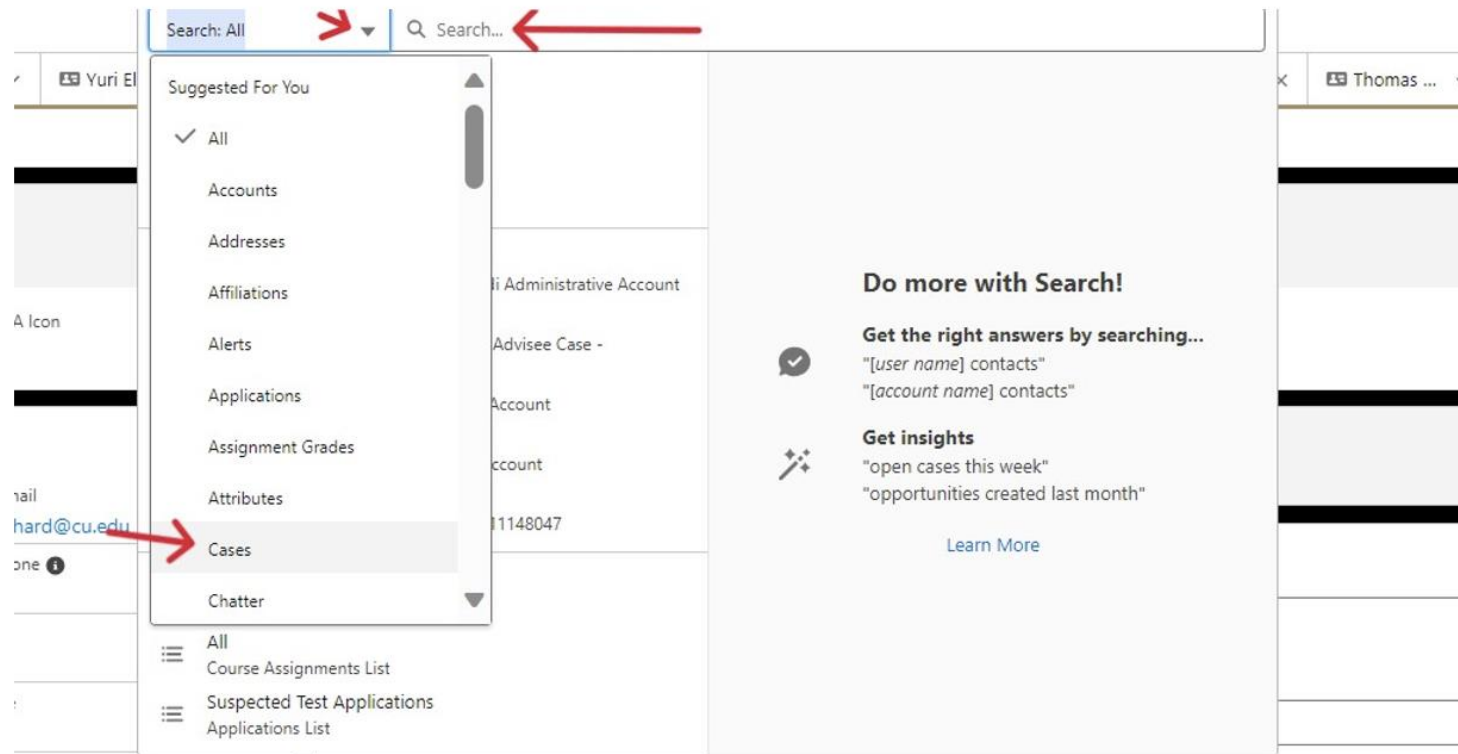 Search: All
Search...
Yuri El
Thomas ...
Suggested For You
All
Accounts
Addresses
Affiliations
Alerts
Applications
Assignment Grades
Attributes
Cases
Chatter
A Icon
hard@cu.edu
Administrative Account
Advisee Case -
Account
11148047
All
Course Assignments List
Suspected Test Applications
Applications List
Do more with Search!
Get the right answers by searching...
"[user name] contacts"
"[account name] contacts"
Get insights
"open cases this week"
"opportunities created last month"
Learn More